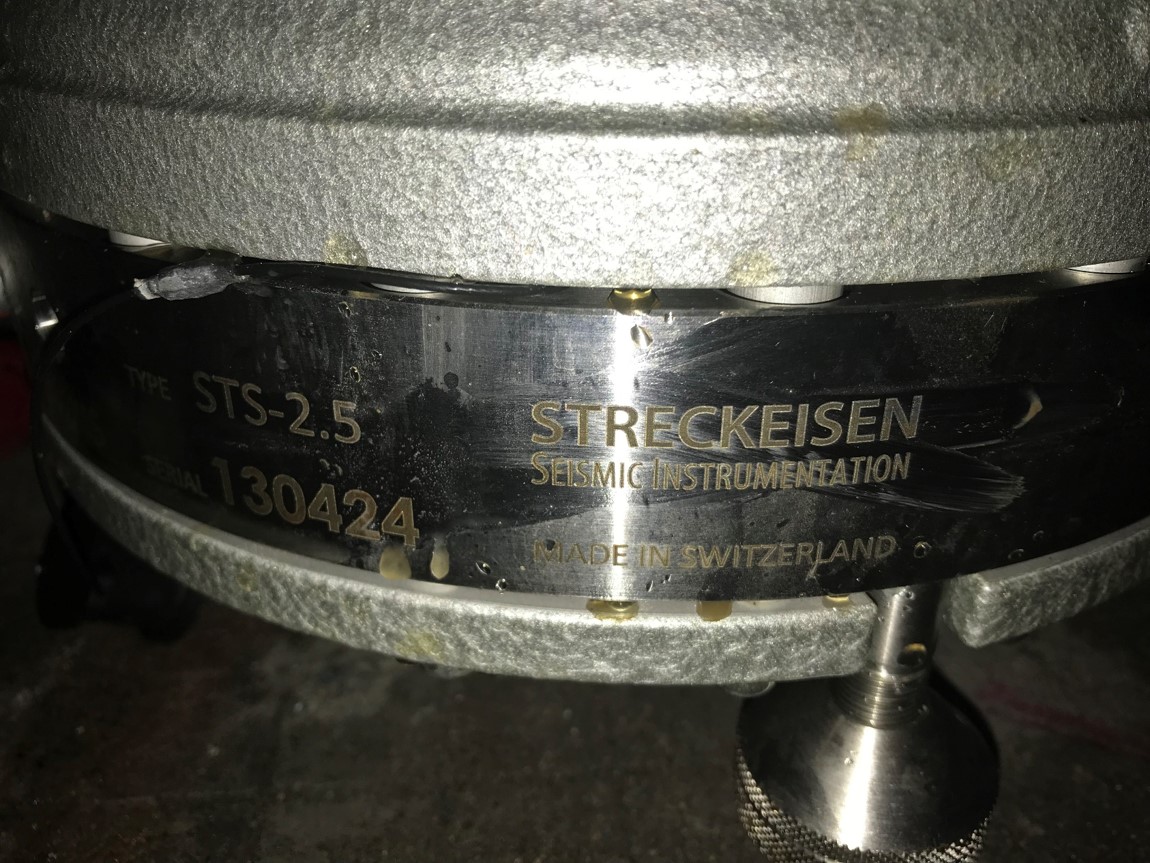 TYPE STS-2.5
SERIAL 130424
STRECKEISEN
SEISMIC INSTRUMENTATION
MADE IN SWITZERLAND